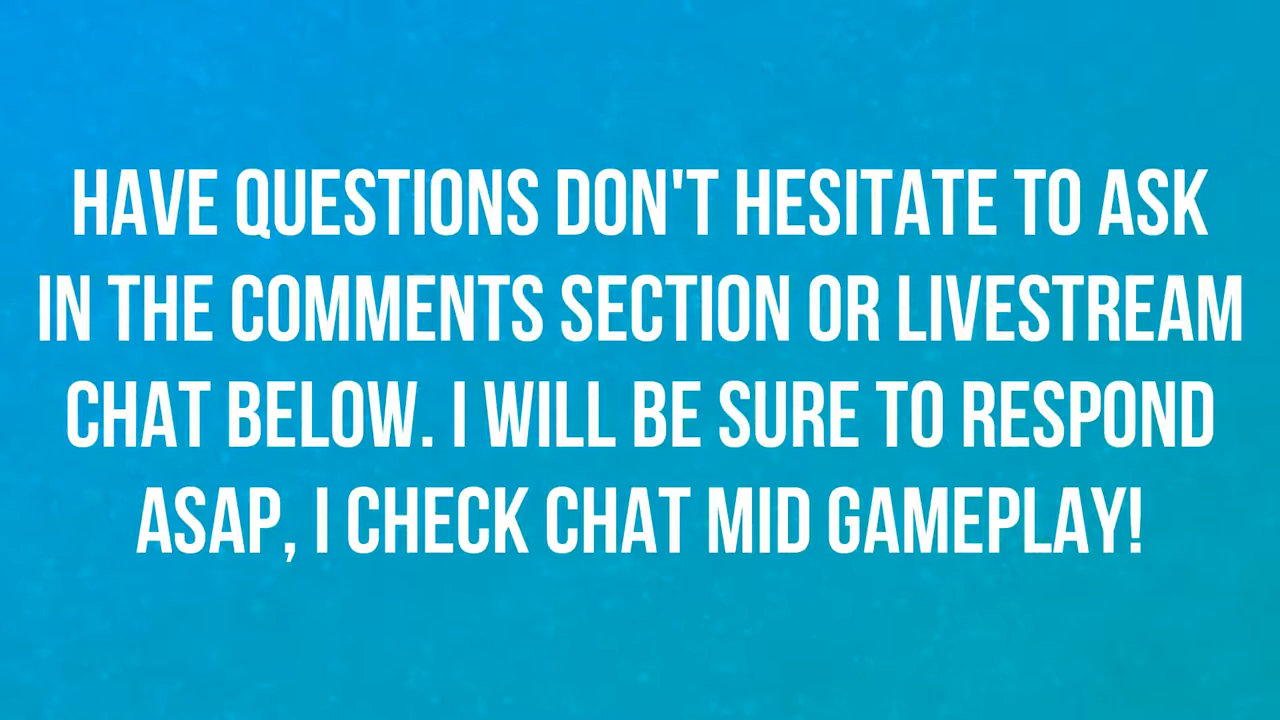 HAVE QUESTIONS DON'T HESITATE TO ASK
IN THE COMMENTS SECTION OR LIVESTREAM
CHAT BELOW. I WILL BE SURE TO RESPOND
ASAP, I CHECK CHAT MID GAMEPLAY!